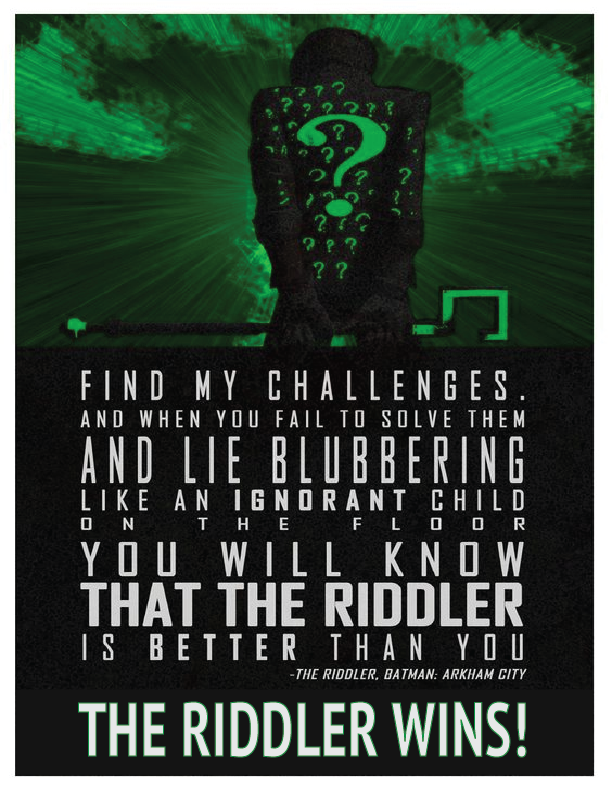 ?
FIND MY CHALLENGES.
AND WHEN YOU FAIL TO SOLVE THEM
AND LIE BLUBBERING
LIKE AN IGNORANT CHILD
ON THE FLOOR
YOU WILL KNOW
THAT THE RIDDLER
IS BETTER THAN YOU
-THE RIDDLER, BATMAN: ARKHAM CITY
THE RIDDLER WINS!